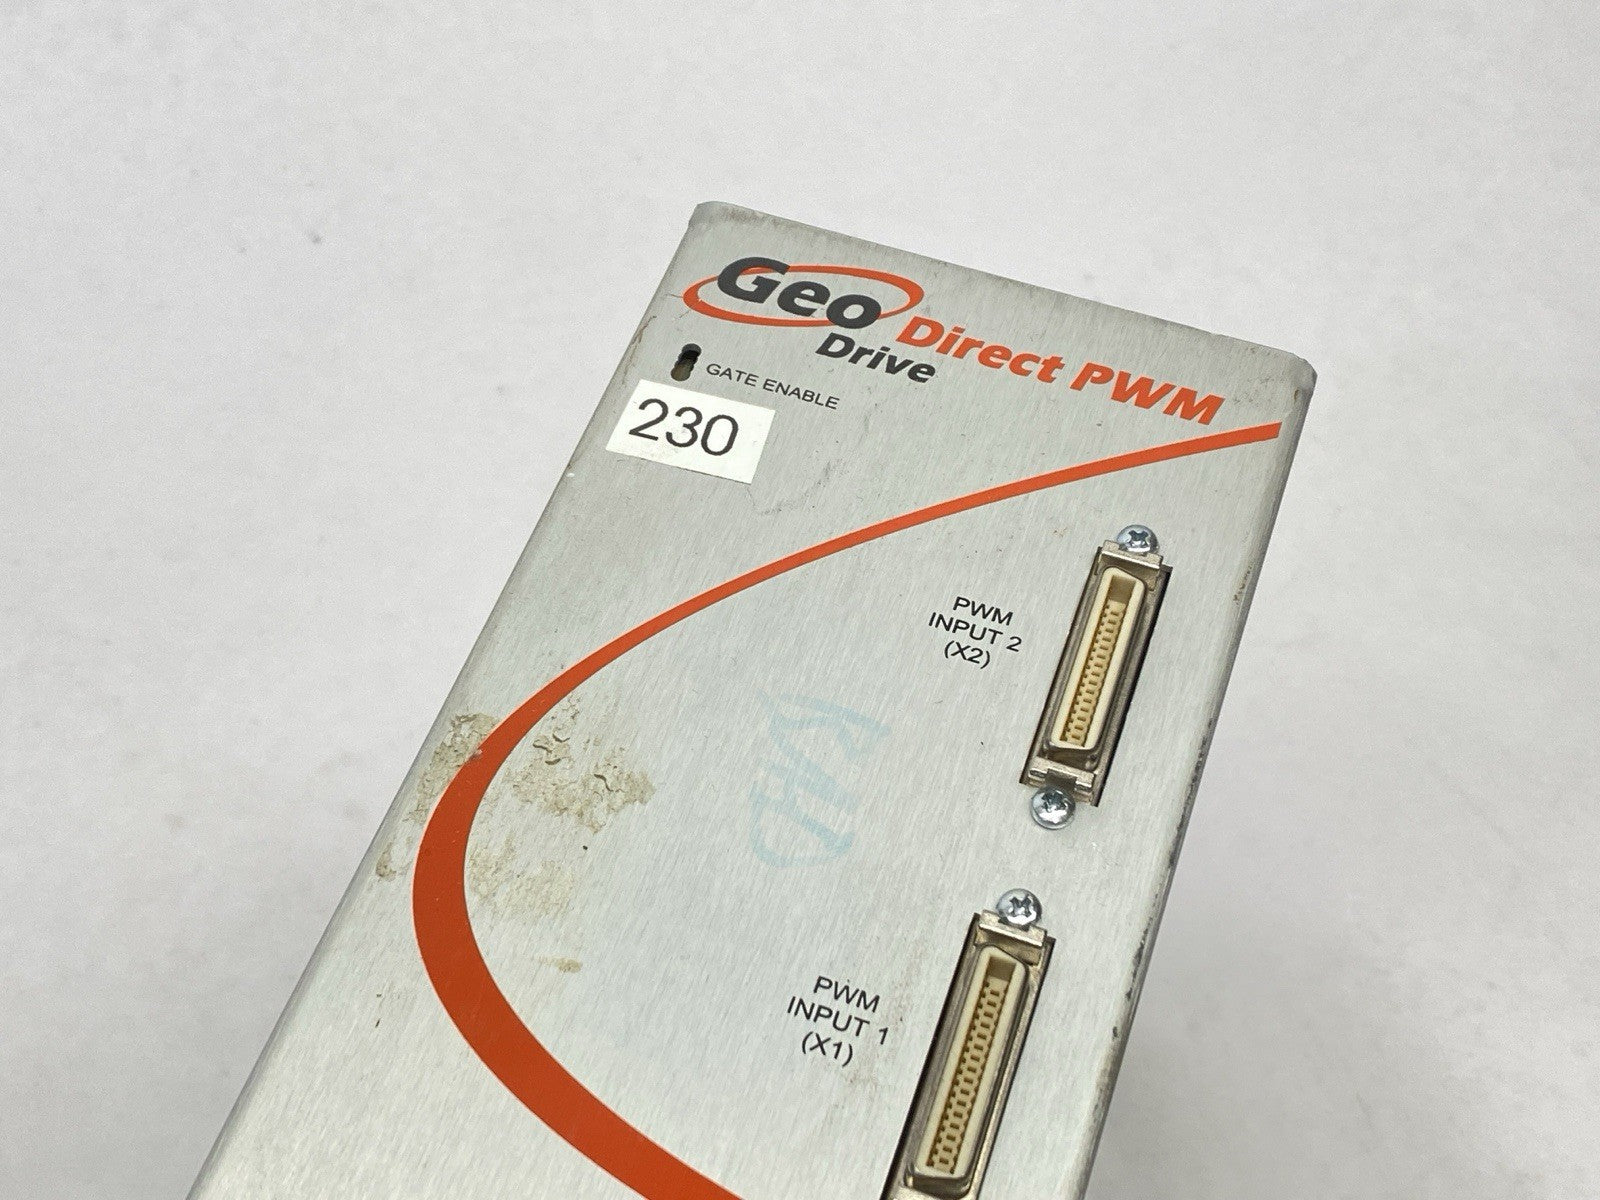 Geo Direct PWM
Drive
GATE ENABLE
230
PWM
INPUT 2
(X2)
PWM
INPUT 1
(X1)